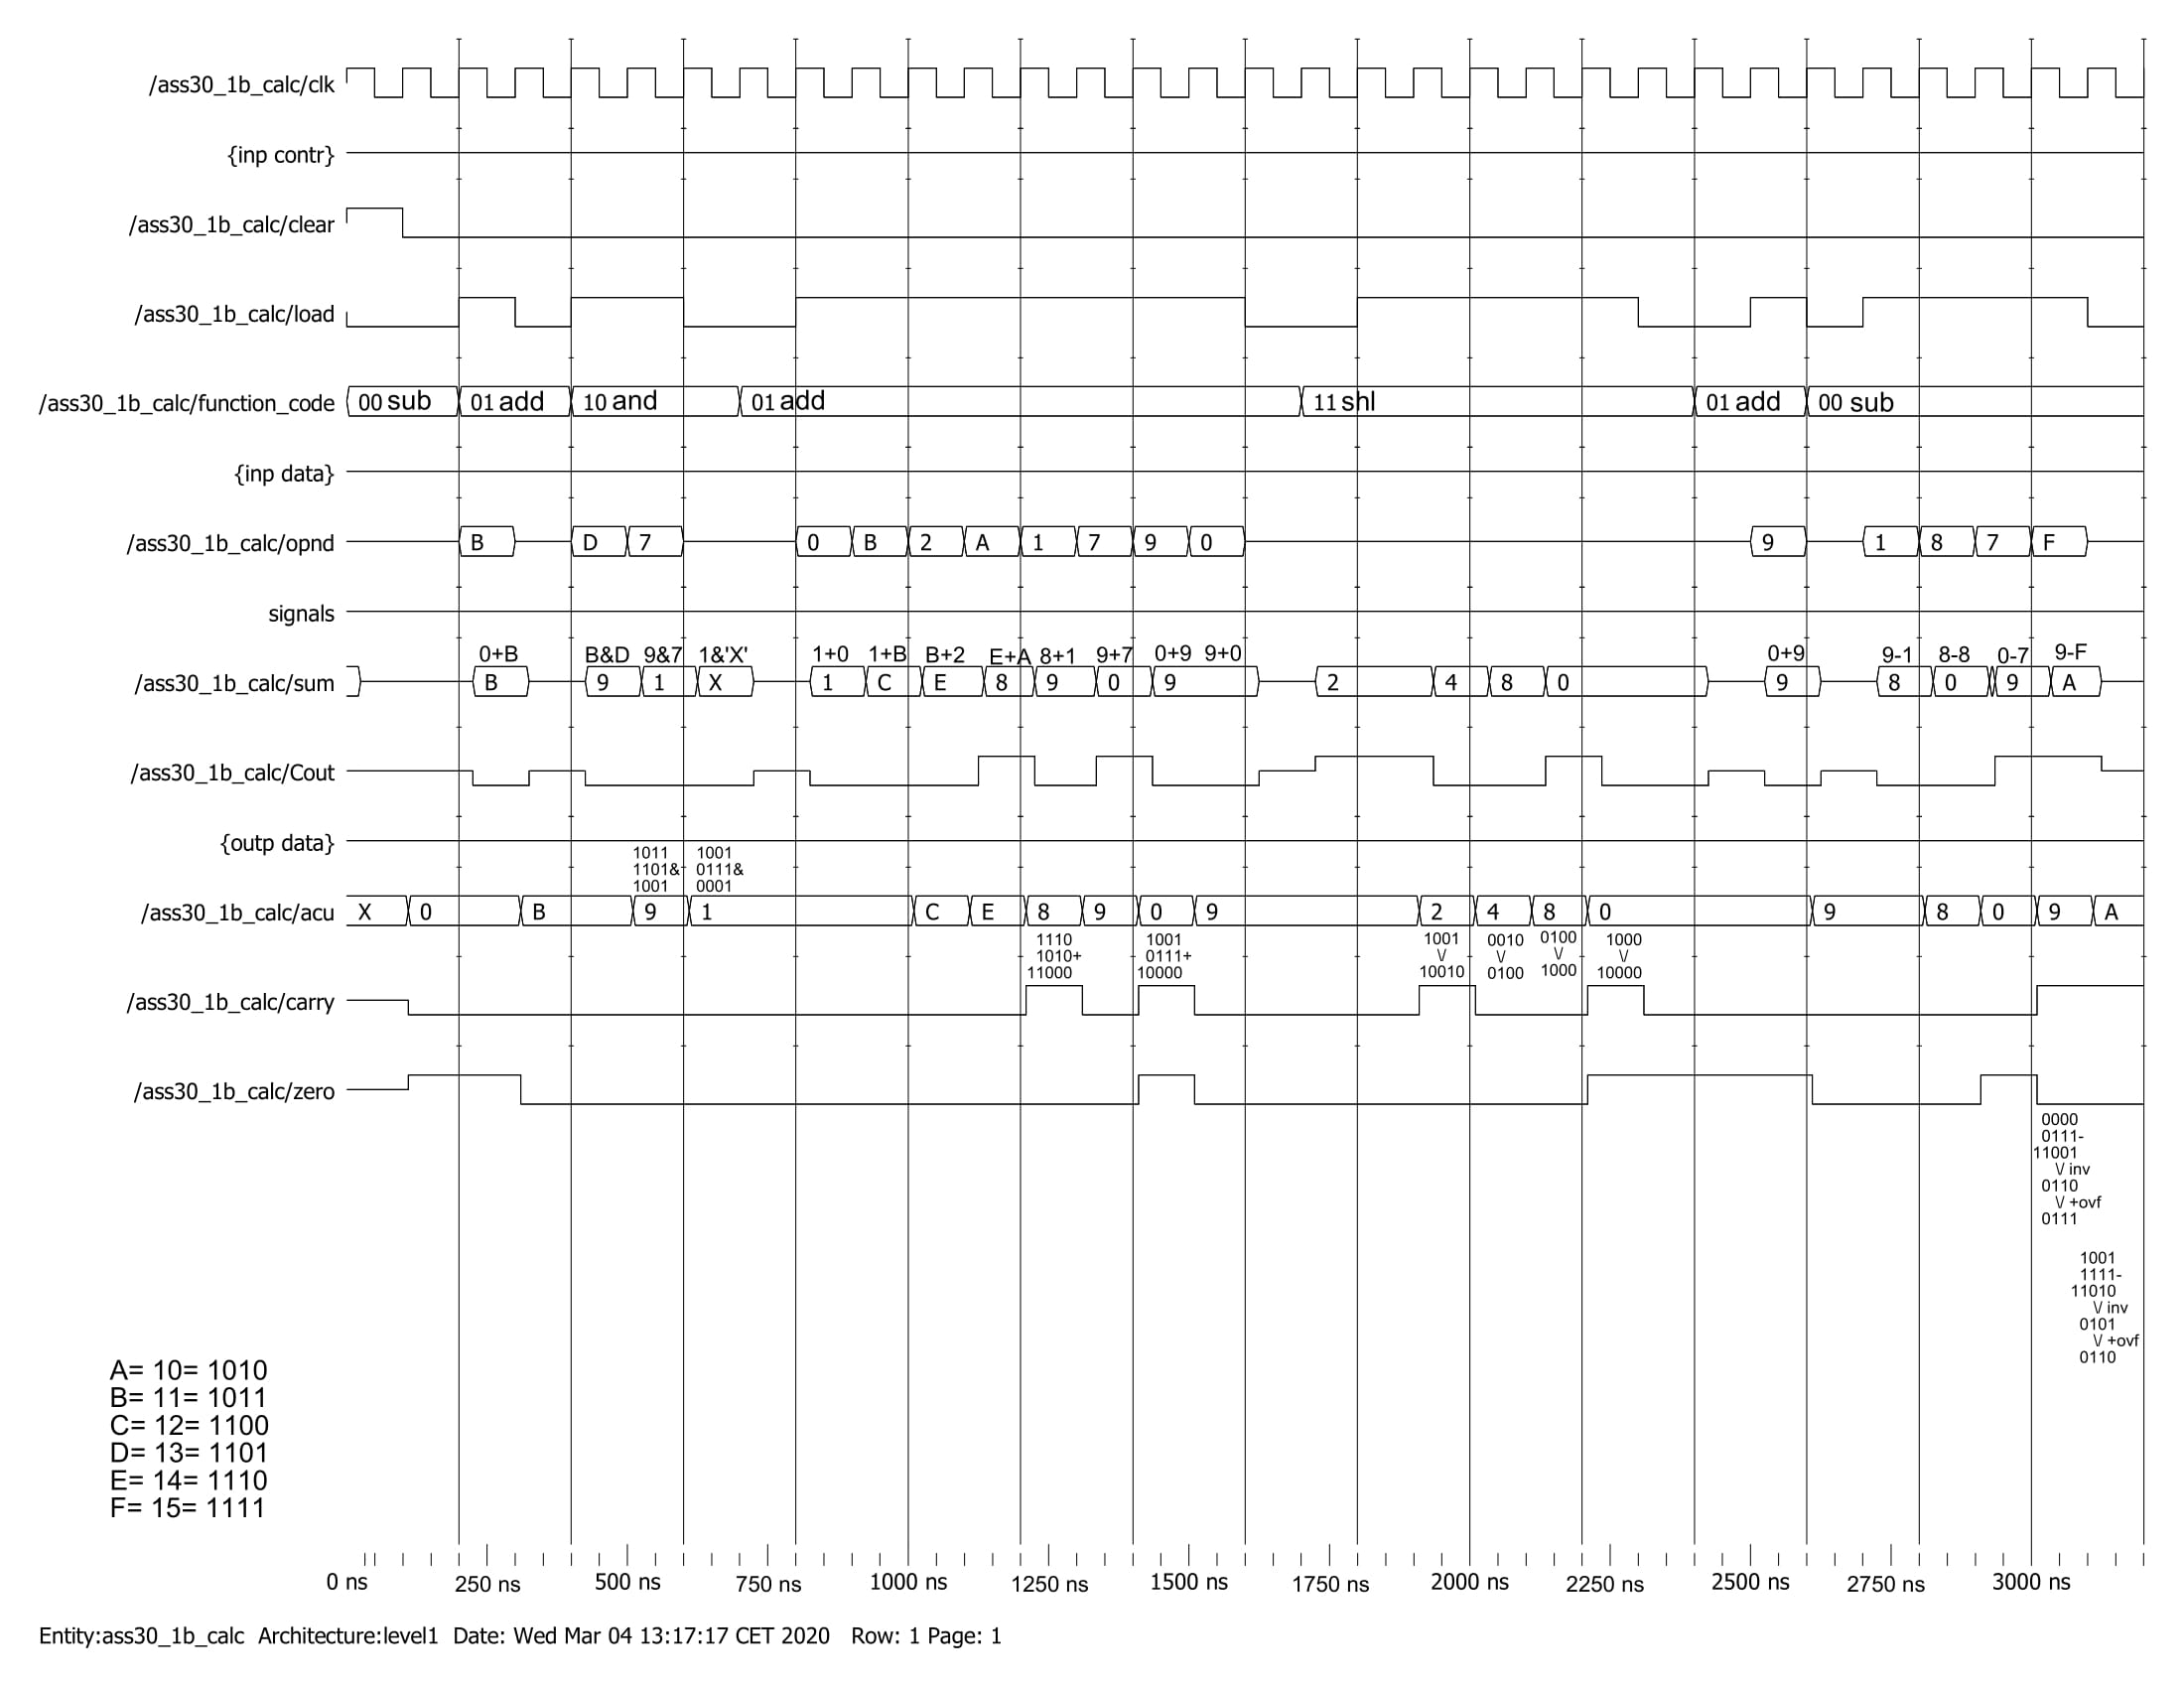 /ass30_1b_calc/clk
{inp contr}
/ass30_1b_calc/clear
/ass30_1b_calc/load
/ass30_1b_calc/function_code 00 sub 01 add 10 and 01 add 11 shl 01 add 00 sub
{inp data}
/ass30_1b_calc/opnd B D 7 0 B 2 A 1 7 9 0 9 1 8 7 F
signals
0+B B&D 9&7 1&'X' 1+0 1+B B+2 E+A 8+1 9+7 0+9 9+0 0+9 9-1 8-8 0-7 9-F
/ass30_1b_calc/sum B 9 1 X 1 C E 8 9 0 9 2 4 8 0 9 8 0 9 A
/ass30_1b_calc/Cout
{outp data}
1011 1001
1101& 0111&
1001 0001
/ass30_1b_calc/acu X 0 B 9 1 C E 8 9 0 9 2 4 8 0 9 8 0 9 A
1110 1001 1001 0010 0100 1000
1010+ 0111+ \/ \/ \/ \/
11000 10000 10010 0100 1000 10000
/ass30_1b_calc/carry
/ass30_1b_calc/zero
0000
0111-
11001
\/ inv
0110
\/ +ovf
0111
1001
1111-
11010
\/ inv
0101
\/ +ovf
0110
A= 10= 1010
B= 11= 1011
C= 12= 1100
D= 13= 1101
E= 14= 1110
F= 15= 1111
0 ns 250 ns 500 ns 750 ns 1000 ns 1250 ns 1500 ns 1750 ns 2000 ns 2250 ns 2500 ns 2750 ns 3000 ns
Entity:ass30_1b_calc Architecture:level1 Date: Wed Mar 04 13:17:17 CET 2020 Row: 1 Page: 1